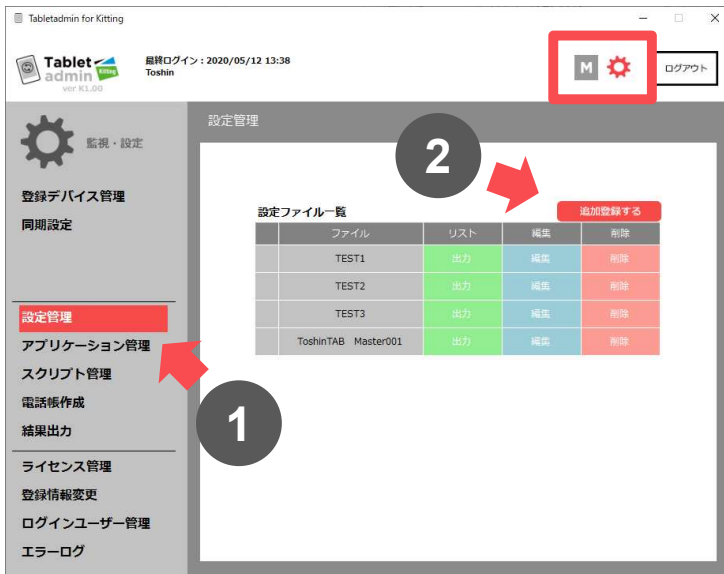 Tabletadmin for Kitting
Tablet
admin Kitting
ver K1.00
最終ログイン : 2020/05/12 13:38
Toshin
M
ログアウト
監視・設定
登録デバイス管理
同期設定
設定管理
アプリケーション管理
スクリプト管理
電話帳作成
結果出力
ライセンス管理
登録情報変更
ログインユーザー管理
エラーログ
1
設定管理
2
設定ファイル一覧
追加登録する
ファイル リスト 編集 削除
TEST1 出力 編集 削除
TEST2 出力 編集 削除
TEST3 出力 編集 削除
ToshinTAB Master001 出力 編集 削除